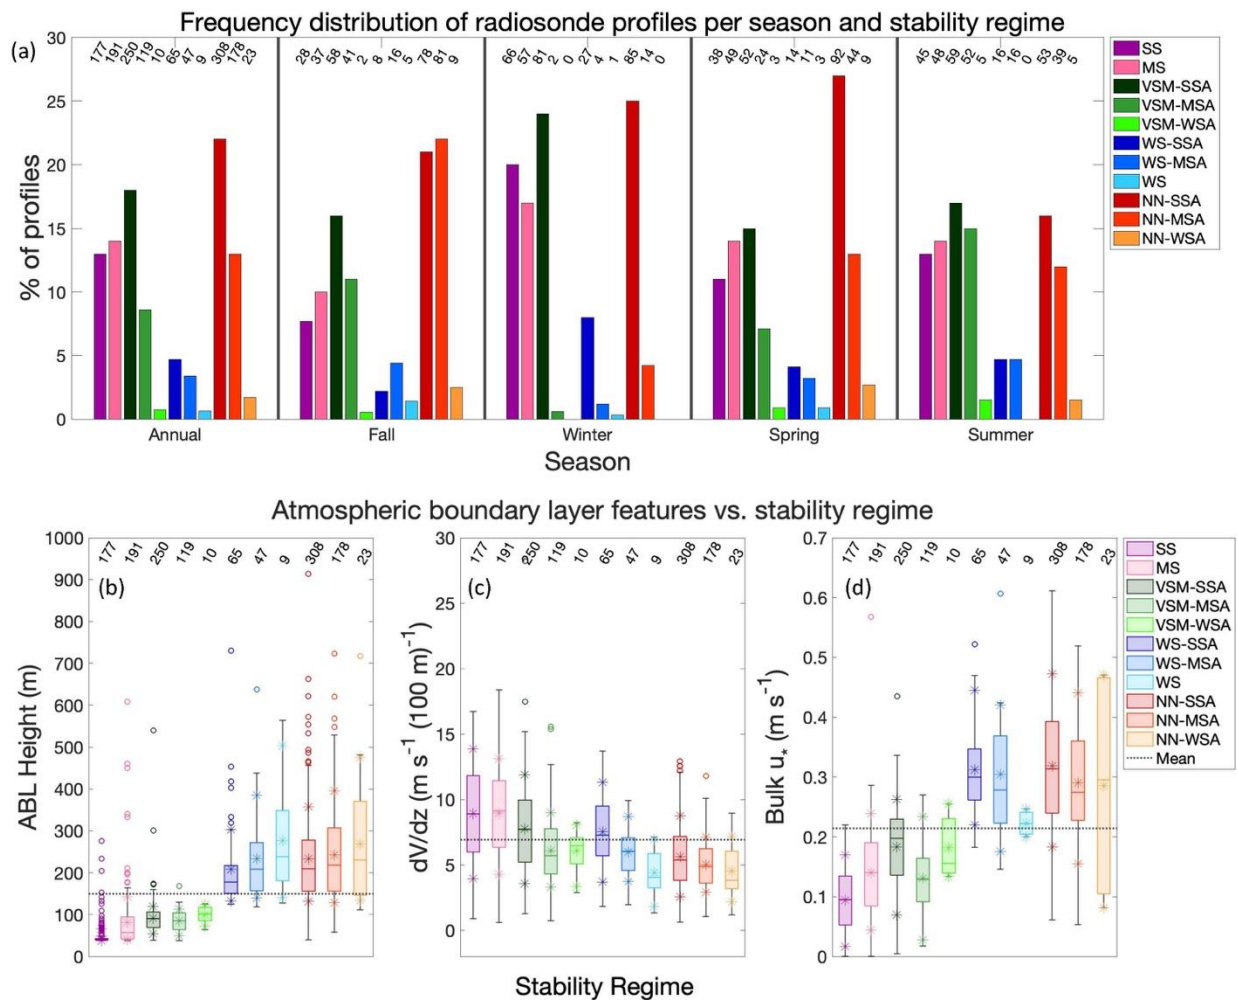 Frequency distribution of radiosonde profiles per season and stability regime
(a)
% of profiles
30
25
20
15
10
5
0
177 191 250 119 10 65 47 9 308 178 23
28 37 58 41 2 8 16 5 78 81 9
66 57 81 2 0 27 4 1 85 14 0
38 49 52 24 3 14 11 3 92 44 9
45 48 59 52 5 16 16 0 53 39 5
Annual Fall Winter Spring Summer
Season
SS
MS
VSM-SSA
VSM-MSA
VSM-WSA
WS-SSA
WS-MSA
WS
NN-SSA
NN-MSA
NN-WSA
Atmospheric boundary layer features vs. stability regime
(b)
ABL Height (m)
1000
900
800
700
600
500
400
300
200
100
0
177 191 250 119 10 65 47 9 308 178 23
(c)
dV/dz (m s⁻¹ (100 m)⁻¹)
30
25
20
15
10
5
0
177 191 250 119 10 65 47 9 308 178 23
(d)
Bulk u* (m s⁻¹)
0.7
0.6
0.5
0.4
0.3
0.2
0.1
0
177 191 250 119 10 65 47 9 308 178 23
SS
MS
VSM-SSA
VSM-MSA
VSM-WSA
WS-SSA
WS-MSA
WS
NN-SSA
NN-MSA
NN-WSA
Mean
Stability Regime